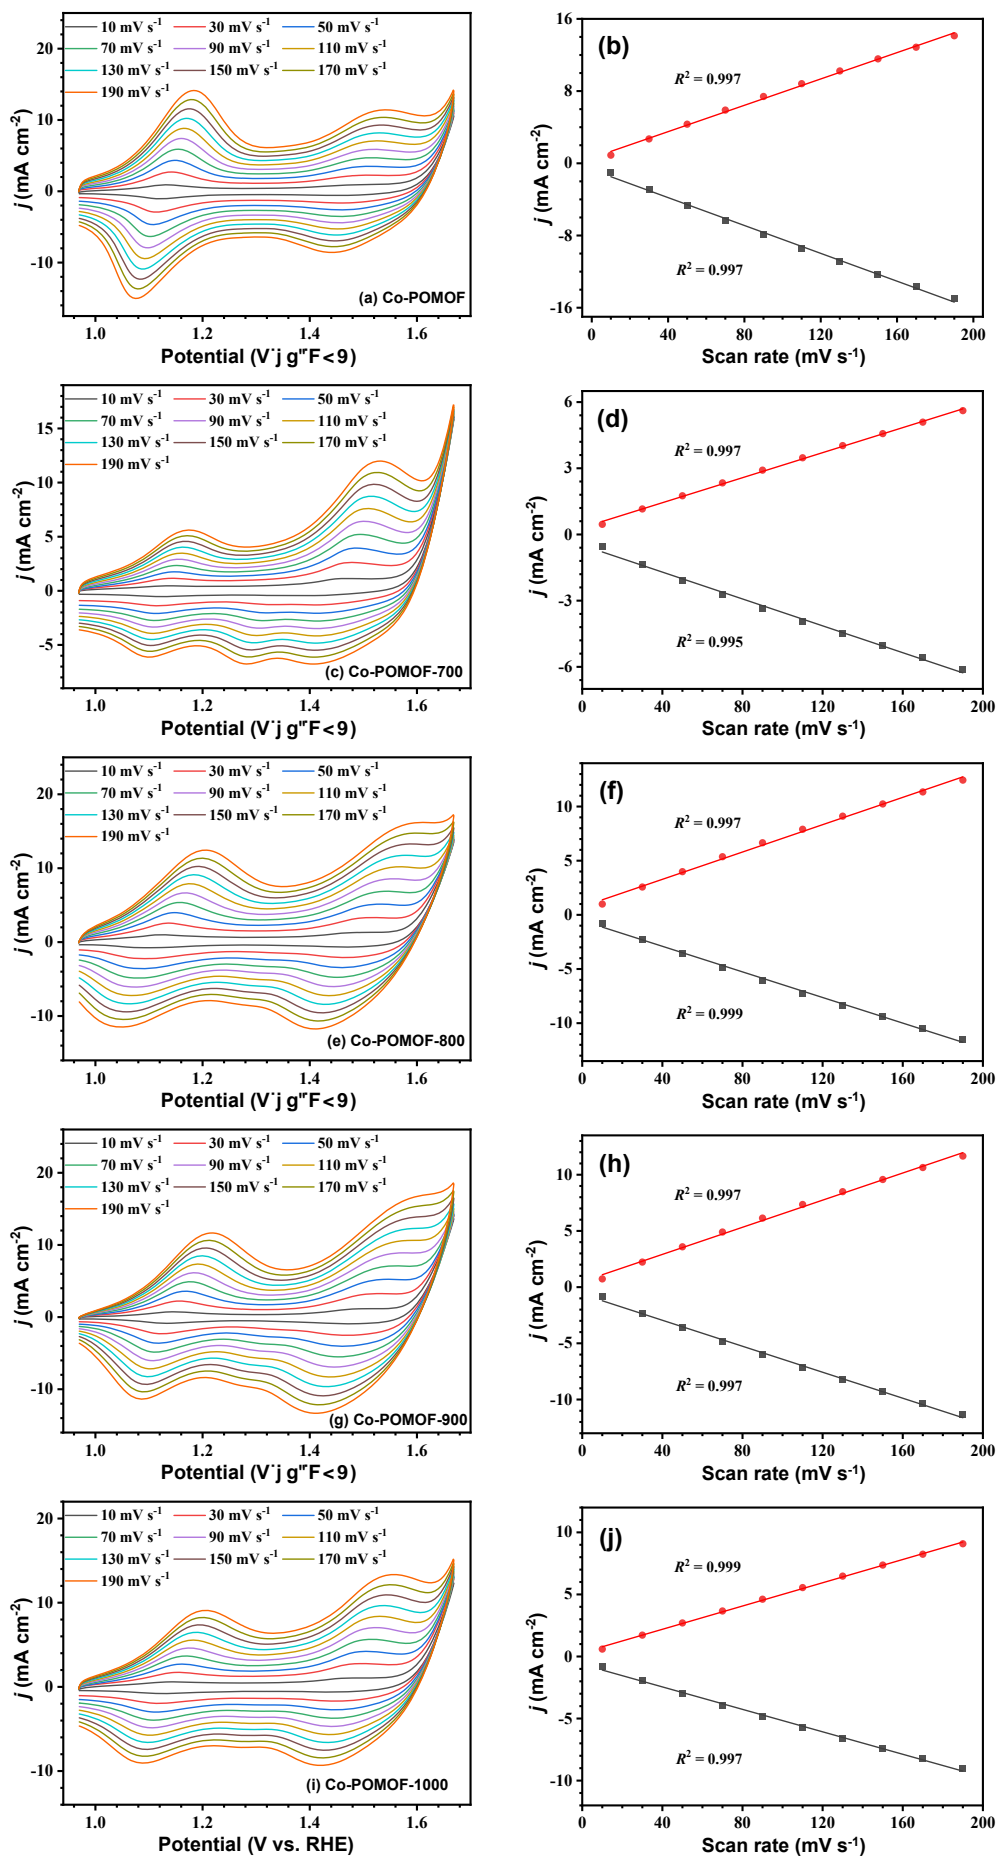 10 mV s-1 30 mV s-1 50 mV s-1
70 mV s-1 90 mV s-1 110 mV s-1
130 mV s-1 150 mV s-1 170 mV s-1
190 mV s-1
20
10
0
-10
j (mA cm-2)
(a) Co-POMOF
1.0 1.2 1.4 1.6
Potential (V˙j g"F<9)
(b)
16
8
0
-8
-16
j (mA cm-2)
R2 = 0.997
R2 = 0.997
0 40 80 120 160 200
Scan rate (mV s-1)
10 mV s-1 30 mV s-1 50 mV s-1
70 mV s-1 90 mV s-1 110 mV s-1
130 mV s-1 150 mV s-1 170 mV s-1
190 mV s-1
15
10
5
0
-5
j (mA cm-2)
(c) Co-POMOF-700
1.0 1.2 1.4 1.6
Potential (V˙j g"F<9)
(d)
6
3
0
-3
-6
j (mA cm-2)
R2 = 0.997
R2 = 0.995
0 40 80 120 160 200
Scan rate (mV s-1)
10 mV s-1 30 mV s-1 50 mV s-1
70 mV s-1 90 mV s-1 110 mV s-1
130 mV s-1 150 mV s-1 170 mV s-1
190 mV s-1
20
10
0
-10
j (mA cm-2)
(e) Co-POMOF-800
1.0 1.2 1.4 1.6
Potential (V˙j g"F<9)
(f)
10
5
0
-5
-10
j (mA cm-2)
R2 = 0.997
R2 = 0.999
0 40 80 120 160 200
Scan rate (mV s-1)
10 mV s-1 30 mV s-1 50 mV s-1
70 mV s-1 90 mV s-1 110 mV s-1
130 mV s-1 150 mV s-1 170 mV s-1
190 mV s-1
20
10
0
-10
j (mA cm-2)
(g) Co-POMOF-900
1.0 1.2 1.4 1.6
Potential (V˙j g"F<9)
(h)
10
5
0
-5
-10
j (mA cm-2)
R2 = 0.997
R2 = 0.997
0 40 80 120 160 200
Scan rate (mV s-1)
10 mV s-1 30 mV s-1 50 mV s-1
70 mV s-1 90 mV s-1 110 mV s-1
130 mV s-1 150 mV s-1 170 mV s-1
190 mV s-1
20
10
0
-10
j (mA cm-2)
(i) Co-POMOF-1000
1.0 1.2 1.4 1.6
Potential (V vs. RHE)
(j)
10
5
0
-5
-10
j (mA cm-2)
R2 = 0.999
R2 = 0.997
0 40 80 120 160 200
Scan rate (mV s-1)